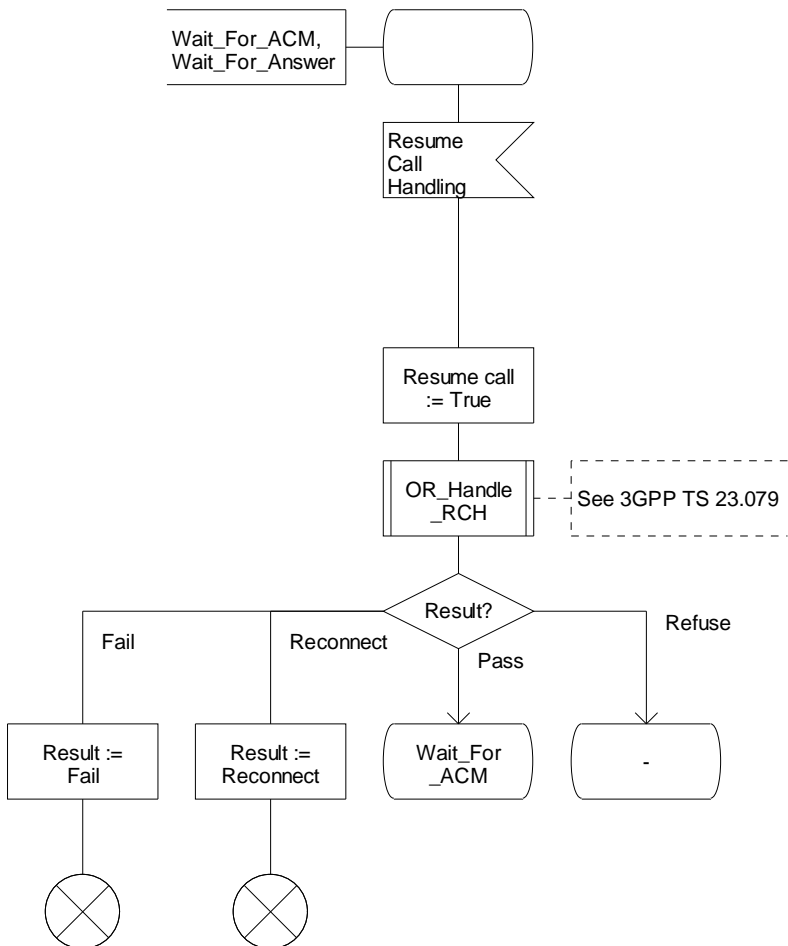 Wait_For_ACM,
Wait_For_Answer
Resume
Call
Handling
Resume call
:= True
OR_Handle
_RCH
See 3GPP TS 23.079
Result?
Fail
Reconnect
Pass
Refuse
Result :=
Fail
Result :=
Reconnect
Wait_For
_ACM
-